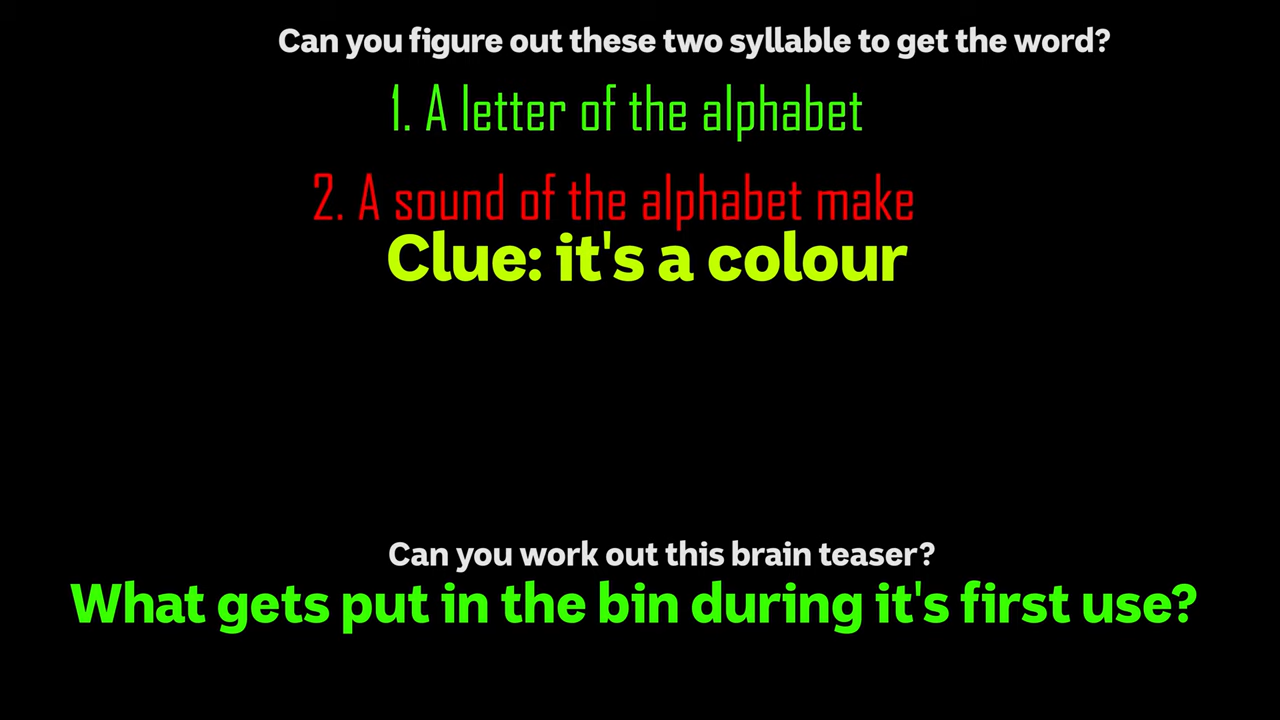 Can you figure out these two syllable to get the word?
1. A letter of the alphabet
2. A sound of the alphabet make
Clue: it's a colour
Can you work out this brain teaser?
What gets put in the bin during it's first use?